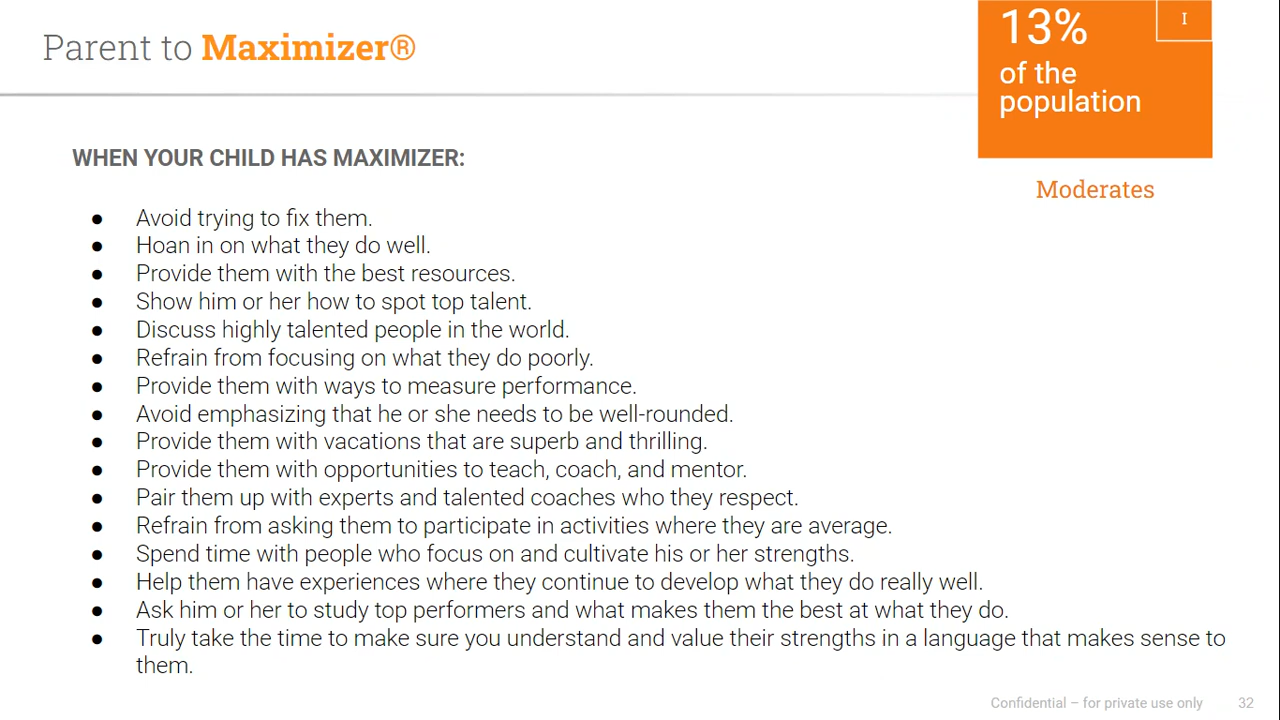 Parent to Maximizer®
13%
I
of the
population
Moderates
WHEN YOUR CHILD HAS MAXIMIZER:
● Avoid trying to fix them.
● Hoan in on what they do well.
● Provide them with the best resources.
● Show him or her how to spot top talent.
● Discuss highly talented people in the world.
● Refrain from focusing on what they do poorly.
● Provide them with ways to measure performance.
● Avoid emphasizing that he or she needs to be well-rounded.
● Provide them with vacations that are superb and thrilling.
● Provide them with opportunities to teach, coach, and mentor.
● Pair them up with experts and talented coaches who they respect.
● Refrain from asking them to participate in activities where they are average.
● Spend time with people who focus on and cultivate his or her strengths.
● Help them have experiences where they continue to develop what they do really well.
● Ask him or her to study top performers and what makes them the best at what they do.
● Truly take the time to make sure you understand and value their strengths in a language that makes sense to
them.
Confidential – for private use only 32